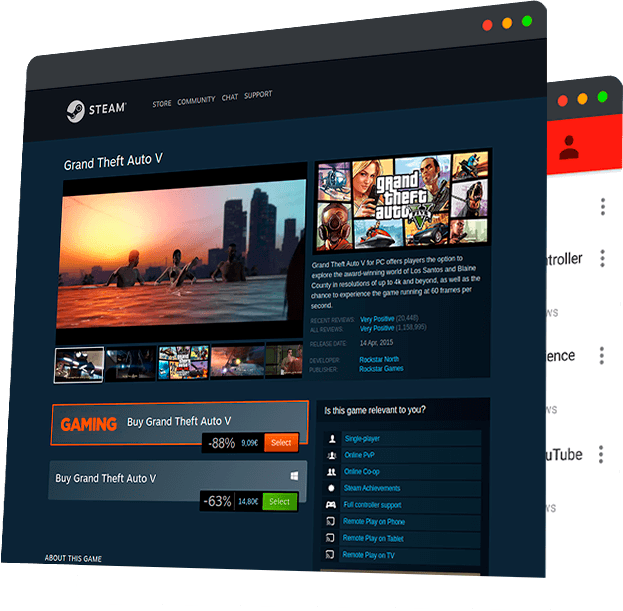 STEAM
STORE COMMUNITY CHAT SUPPORT
Grand Theft Auto V
grand
theft
auto
V
Grand Theft Auto V for PC offers players the option to
explore the award-winning world of Los Santos and Blaine
County in resolutions of up to 4k and beyond, as well as the
chance to experience the game running at 60 frames per
second.
RECENT REVIEWS: Very Positive (20,448)
ALL REVIEWS: Very Positive (1,158,995)
RELEASE DATE: 14 Apr, 2015
DEVELOPER: Rockstar North
PUBLISHER: Rockstar Games
GAMING Buy Grand Theft Auto V
-88% 9,09€ Select
Buy Grand Theft Auto V
-63% 14,80€ Select
ABOUT THIS GAME
Is this game relevant to you?
Single-player
Online PvP
Online Co-op
Steam Achievements
Full controller support
Remote Play on Phone
Remote Play on Tablet
Remote Play on TV
ntroller
ws
ence
ws
uTube
ws